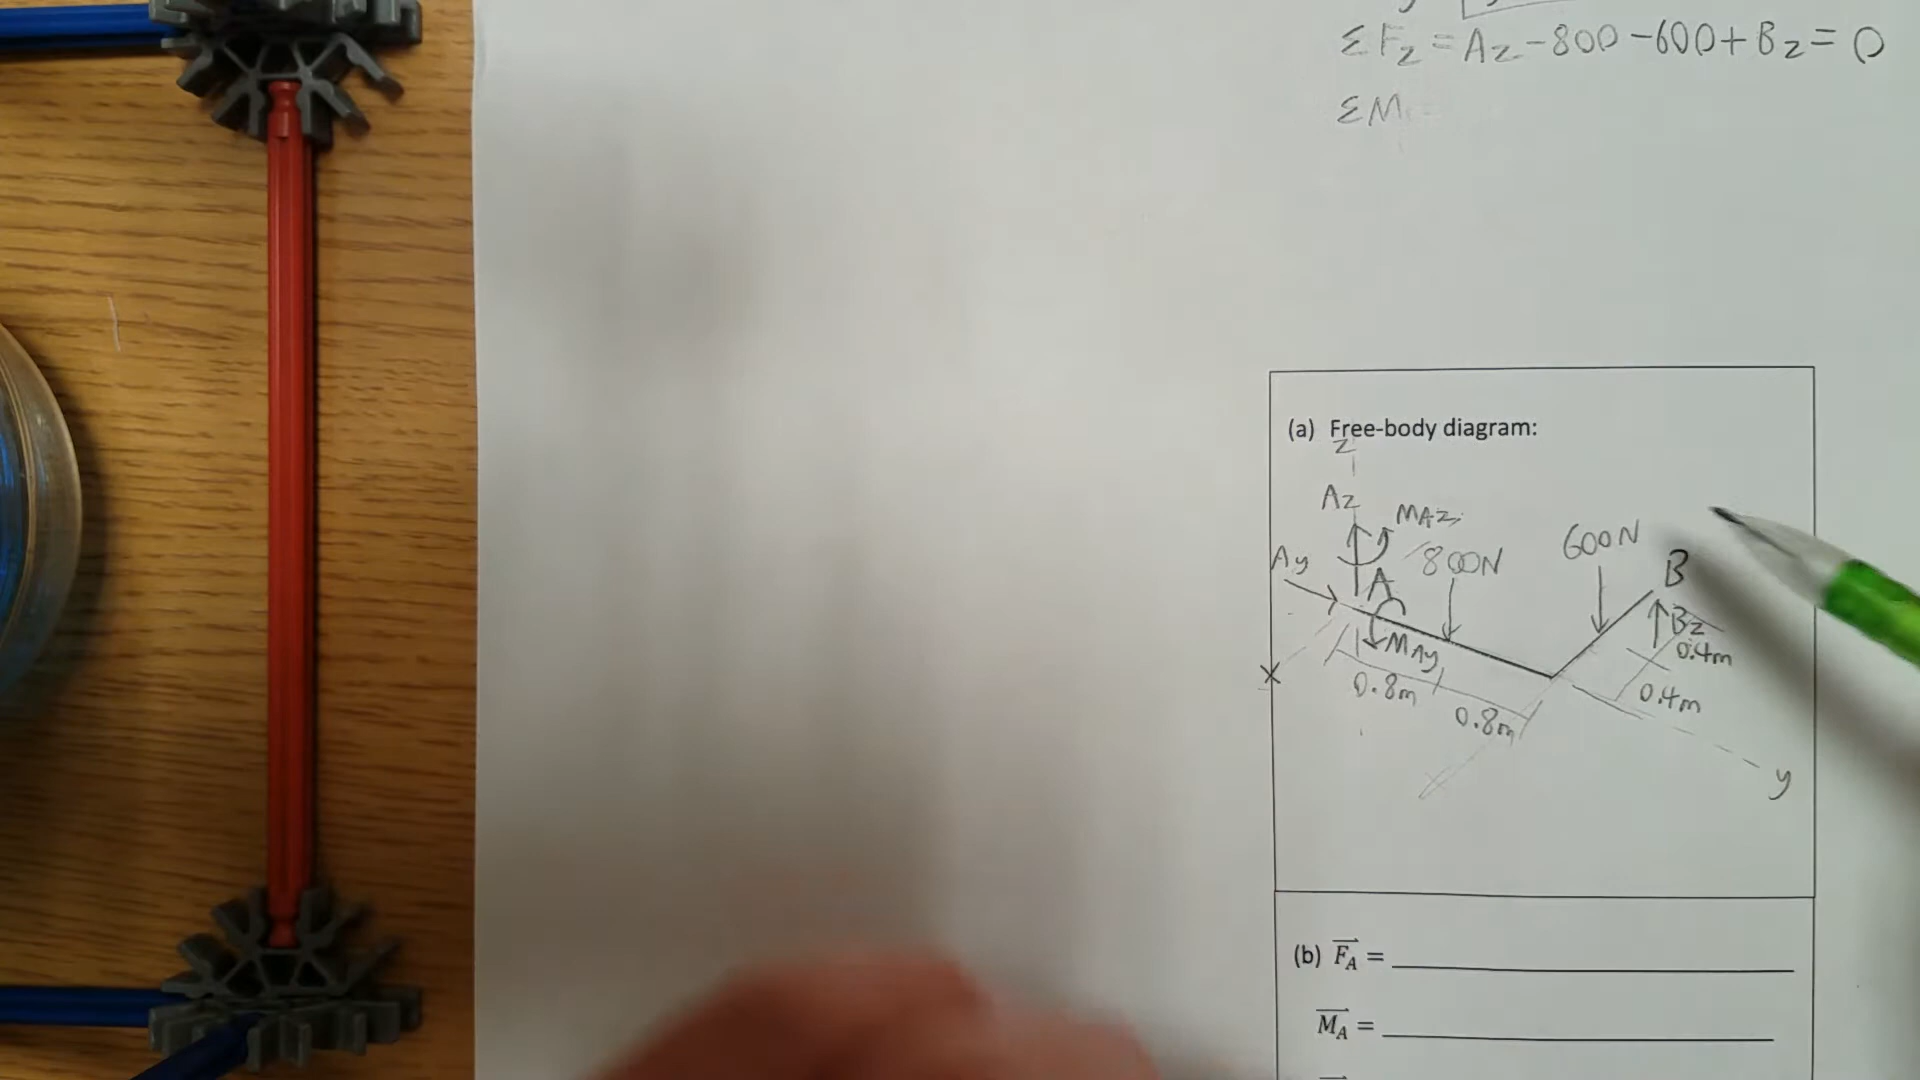 ΣFz = Az - 800 - 600 + Bz = 0
ΣM
(a) Free-body diagram:
z
Az
MAz
Ay
800N
600N
B
A
Bz
MAy
0.4m
x
0.8m
0.4m
0.8m
y
(b) FA =
MA =